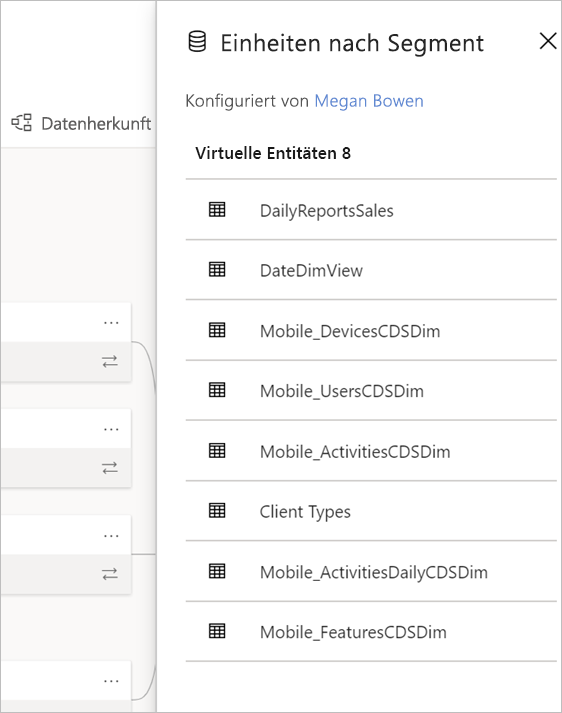 Einheiten nach Segment
Datenherkunft
Konfiguriert von Megan Bowen
Virtuelle Entitäten 8
DailyReportsSales
DateDimView
Mobile_DevicesCDSDim
Mobile_UsersCDSDim
Mobile_ActivitiesCDSDim
Client Types
Mobile_ActivitiesDailyCDSDim
Mobile_FeaturesCDSDim